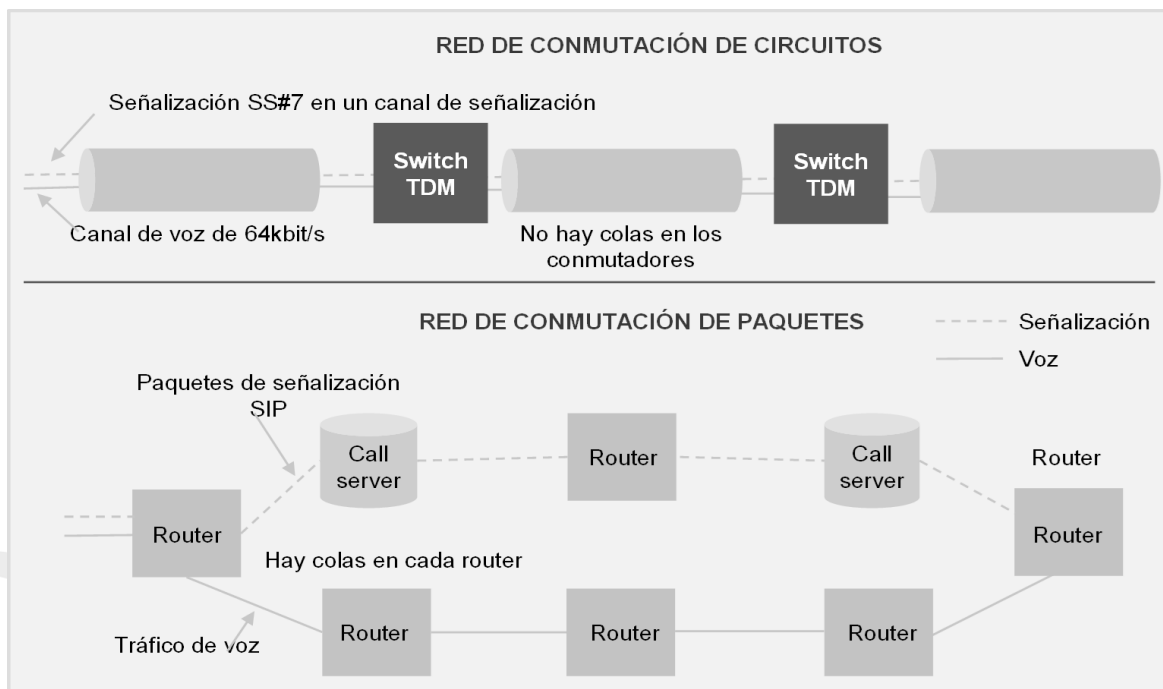 RED DE CONMUTACIÓN DE CIRCUITOS
Señalización SS#7 en un canal de señalización
Switch
TDM
Switch
TDM
Canal de voz de 64kbit/s
No hay colas en los
conmutadores
RED DE CONMUTACIÓN DE PAQUETES
Señalización
Voz
Paquetes de señalización
SIP
Call
server
Router
Call
server
Router
Router
Router
Hay colas en cada router
Tráfico de voz
Router
Router
Router